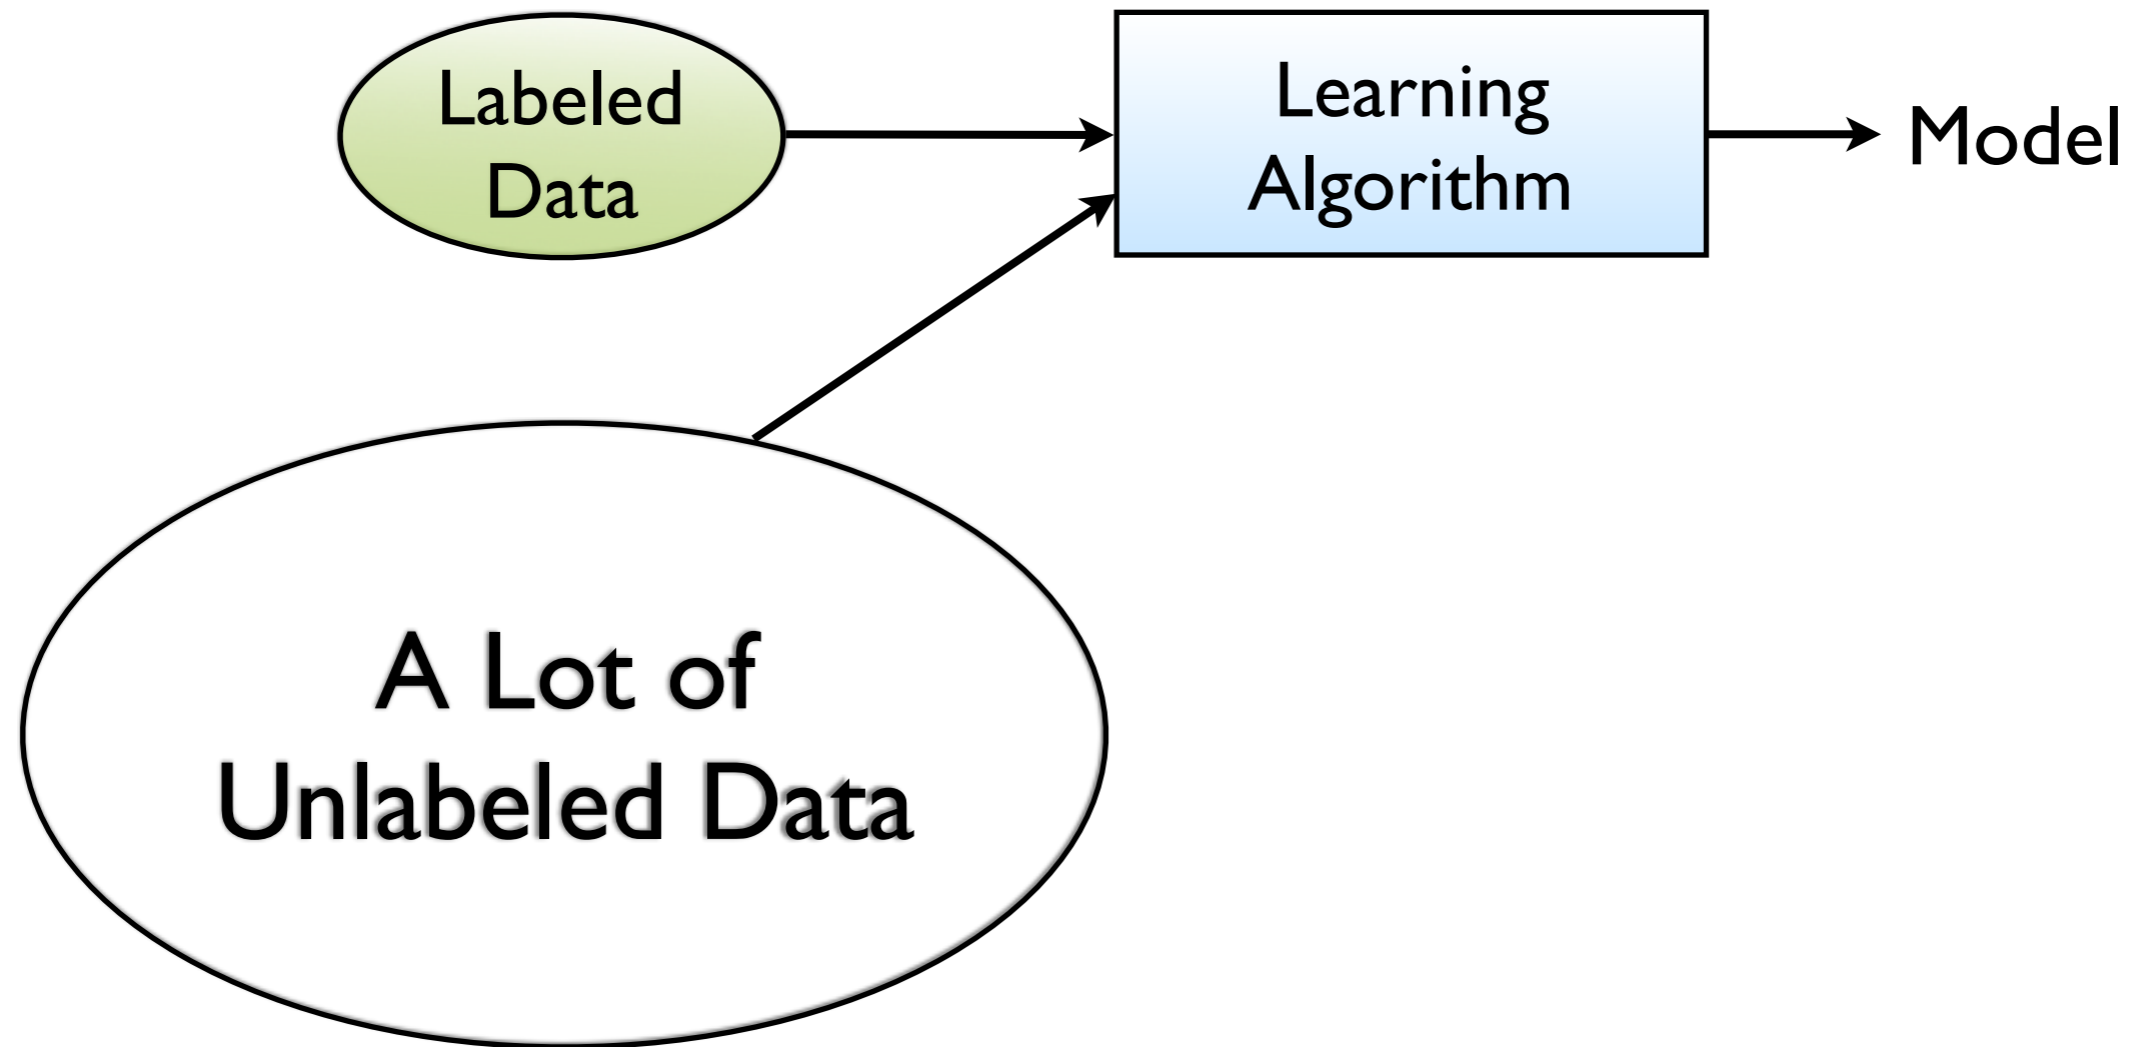 Labeled
Data
Learning
Algorithm
Model
A Lot of
Unlabeled Data